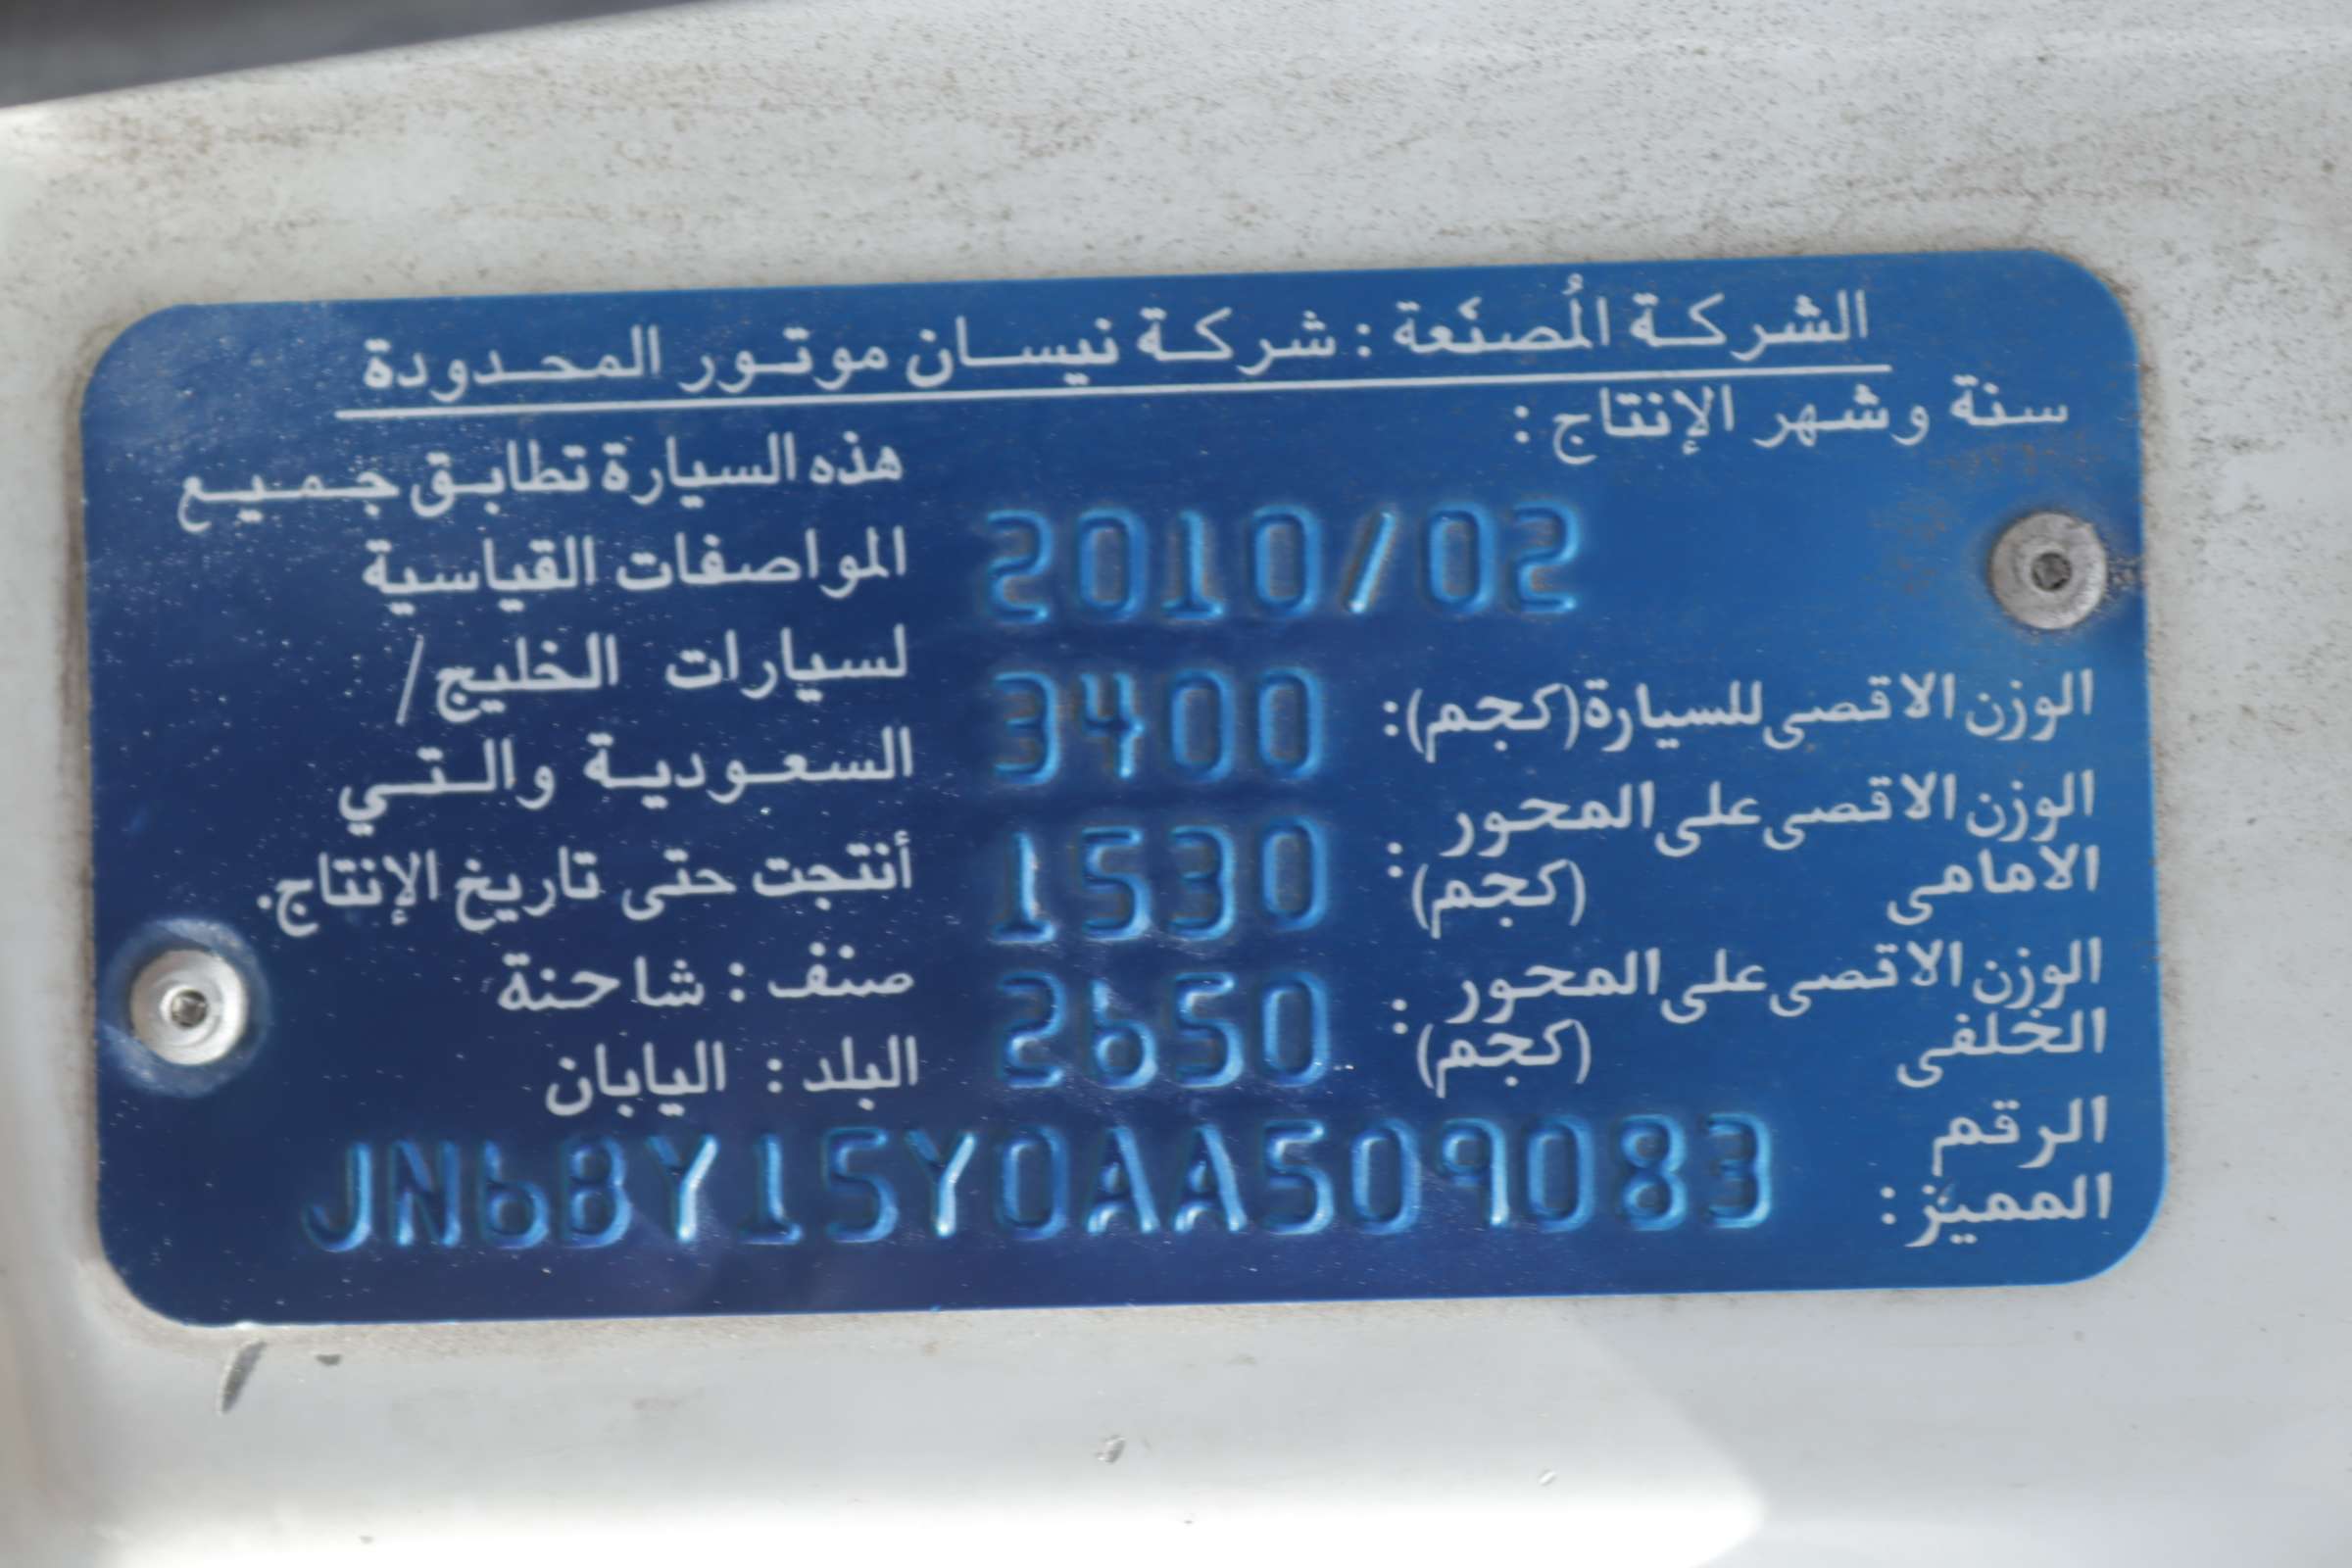 الشركة المُصنّعة : شركة نيسان موتور المحدودة
سنة وشهر الإنتاج :
2010/02
الوزن الاقصى للسيارة (كجم): 3400
الوزن الاقصى على المحور
الامامى (كجم): 1530
الوزن الاقصى على المحور
الخلفى (كجم): 2650
هذه السيارة تطابق جميع
المواصفات القياسية
لسيارات الخليج /
السعودية والتي
أنتجت حتى تاريخ الإنتاج.
صنف : شاحنة
البلد : اليابان
الرقم
المميّز : JN6BY15Y0AA509083